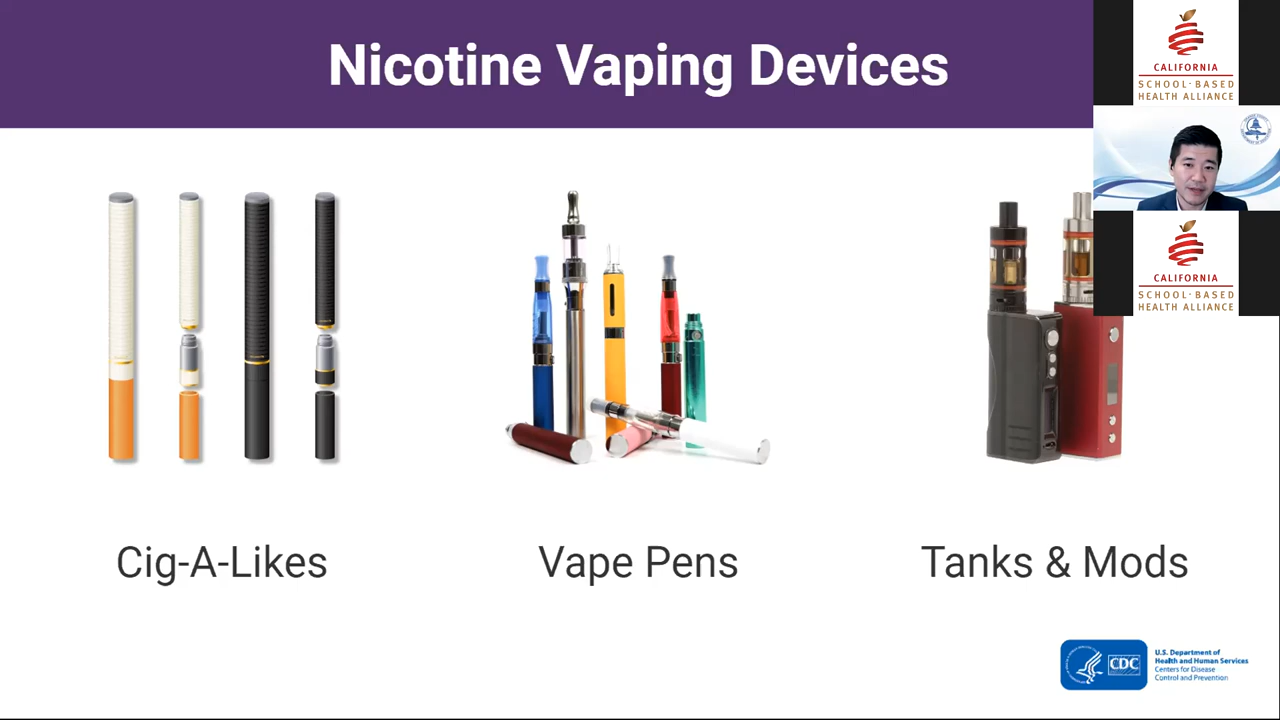 Nicotine Vaping Devices
CALIFORNIA
SCHOOL-BASED
HEALTH ALLIANCE
CALIFORNIA
SCHOOL-BASED
HEALTH ALLIANCE
Cig-A-Likes
Vape Pens
Tanks & Mods
CDC
U.S. Department of
Health and Human Services
Centers for Disease
Control and Prevention